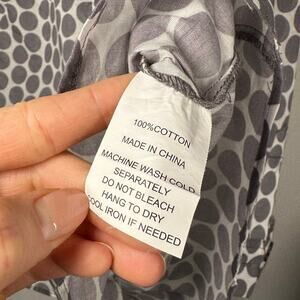 100%COTTON
MADE IN CHINA
MACHINE WASH COLD
SEPARATELY
DO NOT BLEACH
HANG TO DRY
COOL IRON IF NEEDED